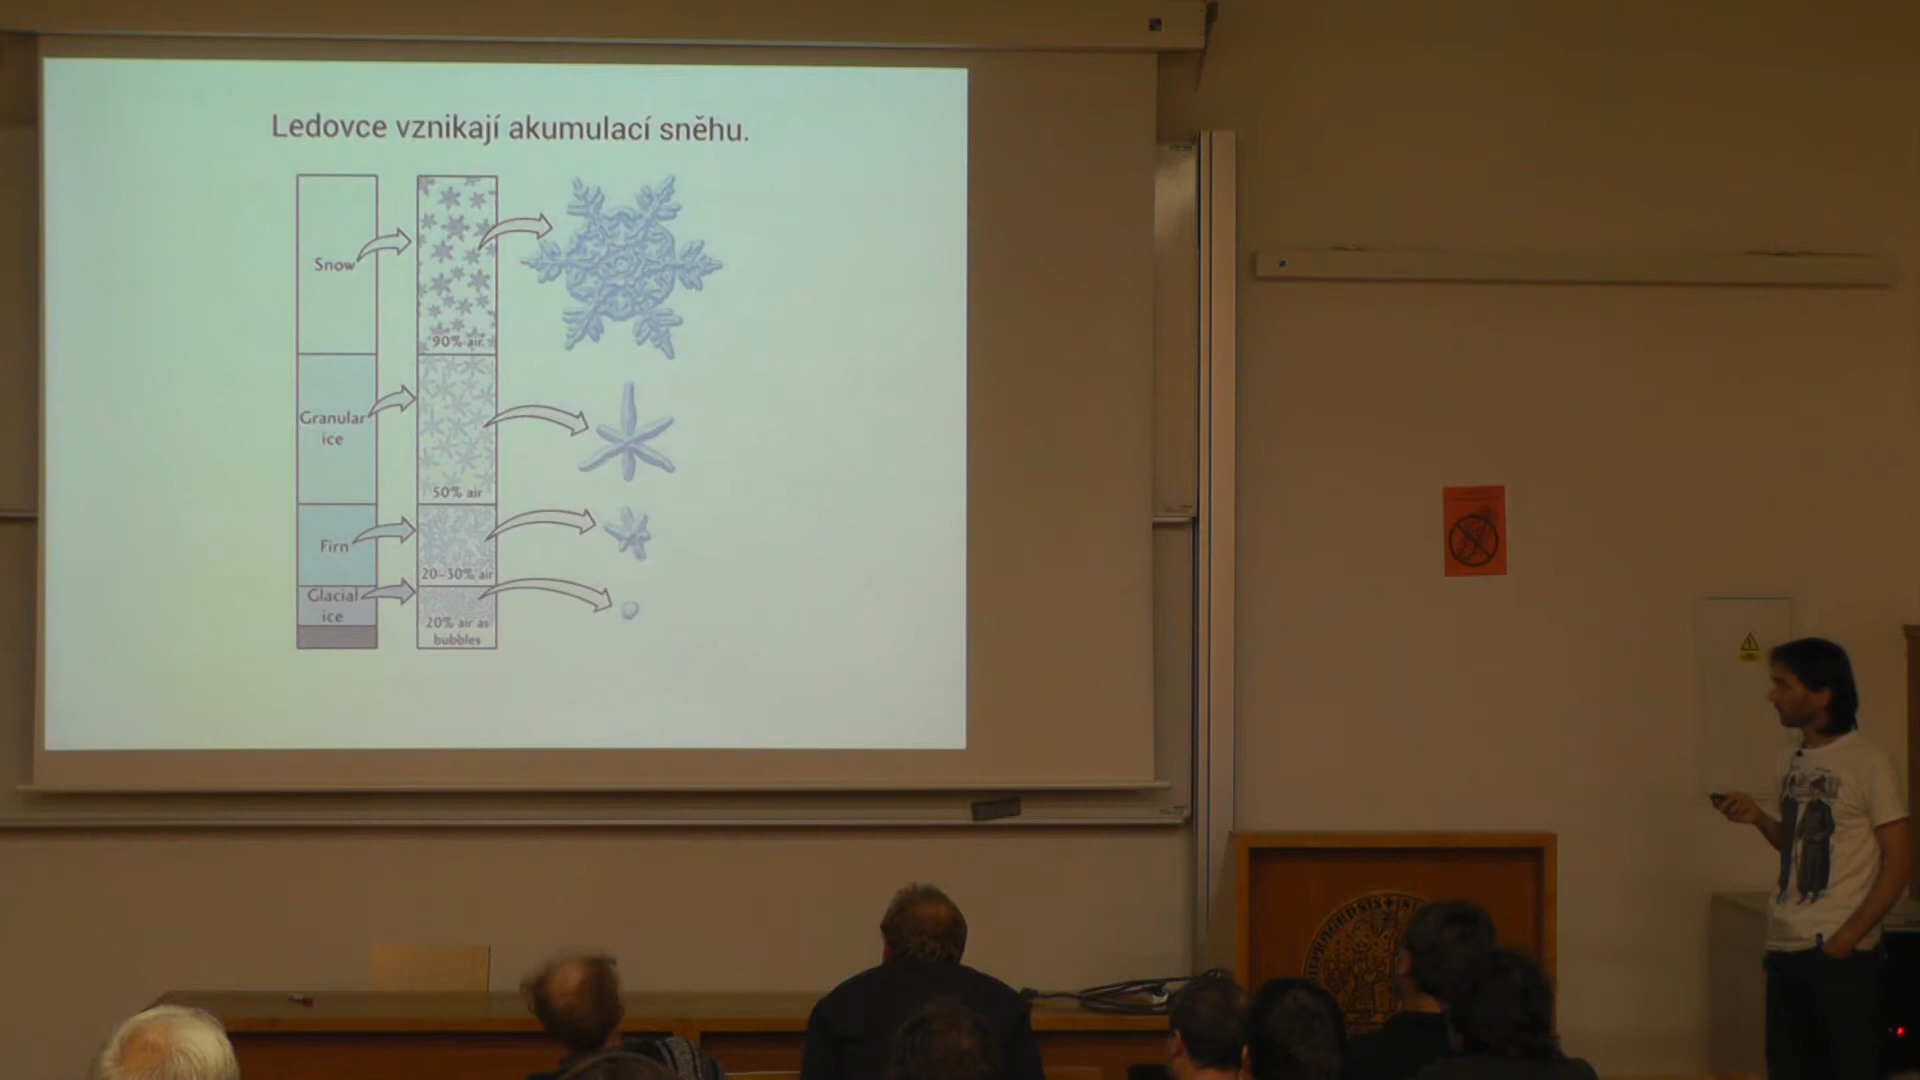 Ledovce vznikají akumulací sněhu.
Snow
90% air
Granular
ice
50% air
Firn
20–30% air
Glacial
ice
20% air as
bubbles